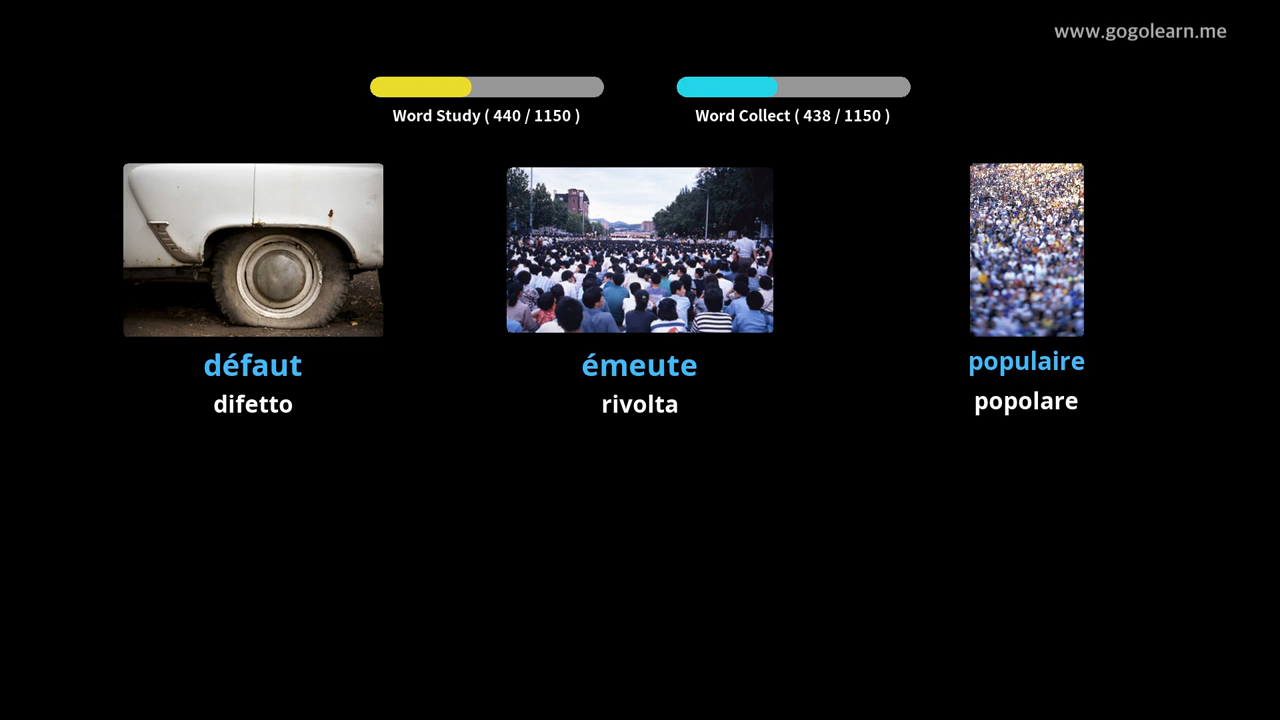 www.gogolearn.me
Word Study ( 440 / 1150 )
Word Collect ( 438 / 1150 )
défaut
difetto
émeute
rivolta
populaire
popolare